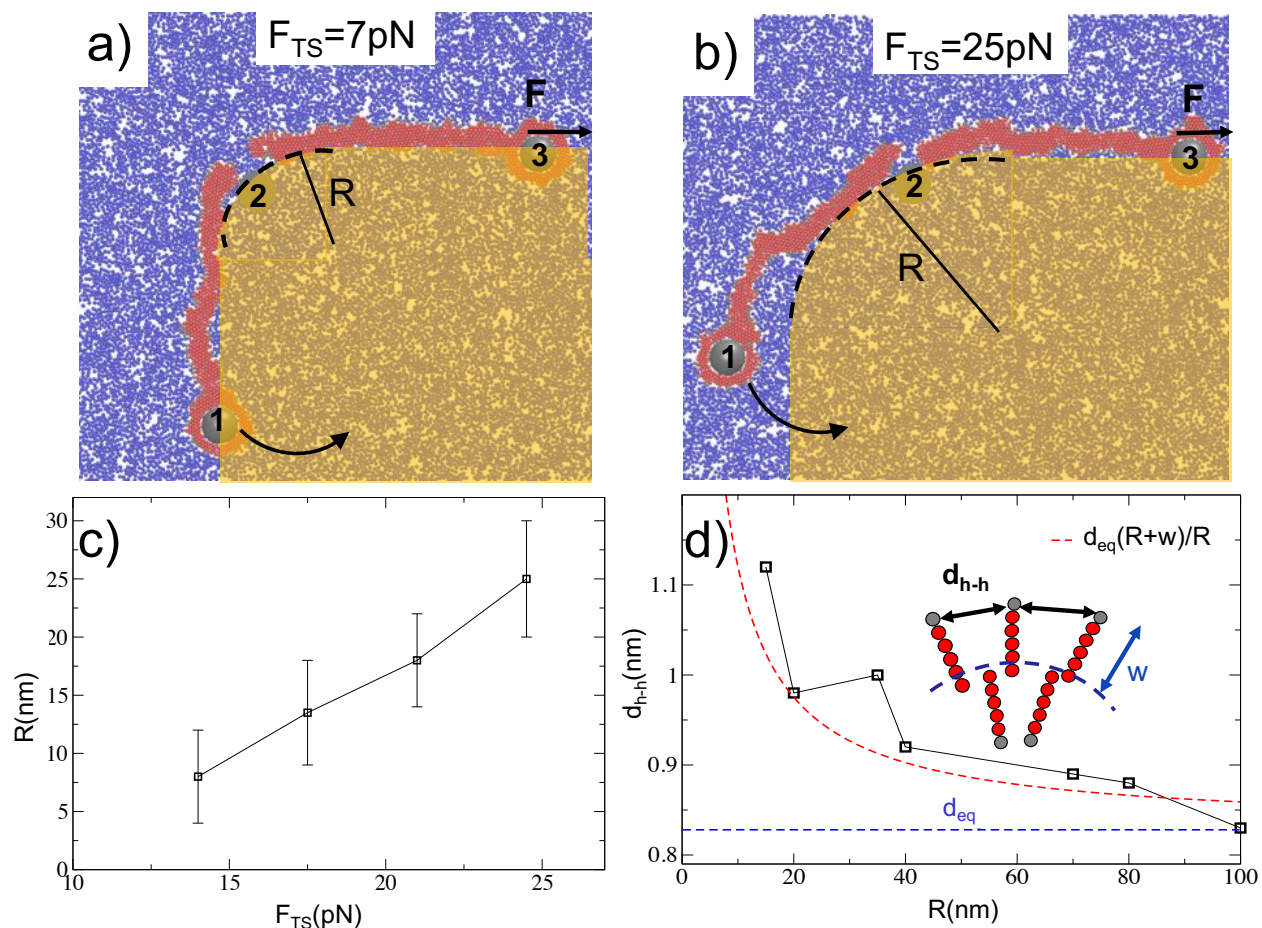 a)
F_TS=7pN
F
1
2
3
R
b)
F_TS=25pN
F
1
2
3
R
c)
R(nm)
30
25
20
15
10
5
0
10
15
20
25
F_TS(pN)
d)
d_h-h(nm)
1.1
1
0.9
0.8
d_eq(R+w)/R
d_h-h
w
d_eq
0
20
40
60
80
100
R(nm)